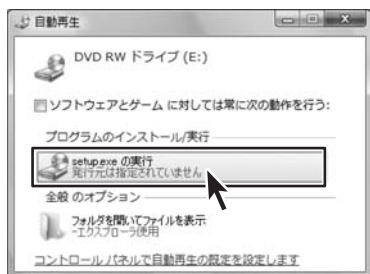 自動再生
DVD RW ドライブ (E:)
ソフトウェアとゲーム に対しては常に次の動作を行う:
プログラムのインストール/実行
setup.exe の実行
発行元は指定されていません
全般 のオプション
フォルダを開いてファイルを表示
-エクスプローラ使用
コントロール パネルで自動再生の既定を設定します